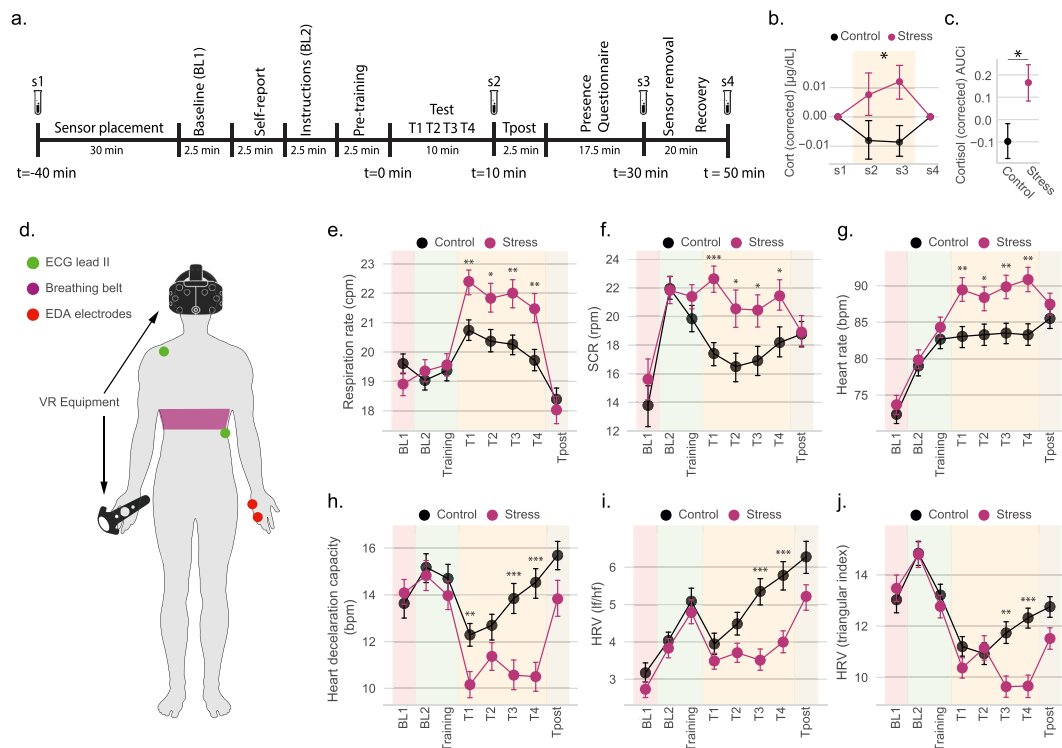 a.
s1
Sensor placement
30 min
Baseline (BL1)
2.5 min
Self-report
2.5 min
Instructions (BL2)
2.5 min
Pre-training
2.5 min
Test
T1 T2 T3 T4
10 min
s2
Tpost
2.5 min
Presence
Questionnaire
17.5 min
s3
Sensor removal
Recovery
20 min
s4
t=-40 min
t=0 min
t=10 min
t=30 min
t = 50 min
b.
Control
Stress
*
Cort (corrected) [µg/dL]
0.01
0.00
−0.01
s1
s2
s3
s4
c.
*
Cortisol (corrected) AUCi
0.2
0.1
0.0
−0.1
Control
Stress
d.
ECG lead II
Breathing belt
EDA electrodes
VR Equipment
e.
Control
Stress
Respiration rate (cpm)
23
22
21
20
19
18
**
*
**
**
BL1
BL2
Training
T1
T2
T3
T4
Tpost
f.
Control
Stress
SCR (rpm)
24
22
20
18
16
14
12
***
*
*
*
BL1
BL2
Training
T1
T2
T3
T4
Tpost
g.
Control
Stress
Heart rate (bpm)
90
85
80
75
**
*
**
**
BL1
BL2
Training
T1
T2
T3
T4
Tpost
h.
Control
Stress
Heart decelaration capacity
(bpm)
16
14
12
10
**
***
***
BL1
BL2
Training
T1
T2
T3
T4
Tpost
i.
Control
Stress
HRV (lf/hf)
7
6
5
4
3
***
***
BL1
BL2
Training
T1
T2
T3
T4
Tpost
j.
Control
Stress
HRV (triangular index)
14
12
10
**
***
BL1
BL2
Training
T1
T2
T3
T4
Tpost